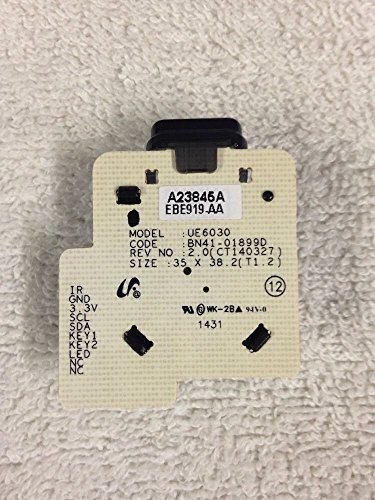 A23845A
EBE919-AA
MODEL :UE6030
CODE :BN41-01899D
REV NO :2.0(CT140327)
SIZE :35 X 38.2(T1.2)
12
IR
GND
3.3V
SCL
SDA
KEY1
KEY2
LED
NC
NC
WK-2B 94V-0
1431